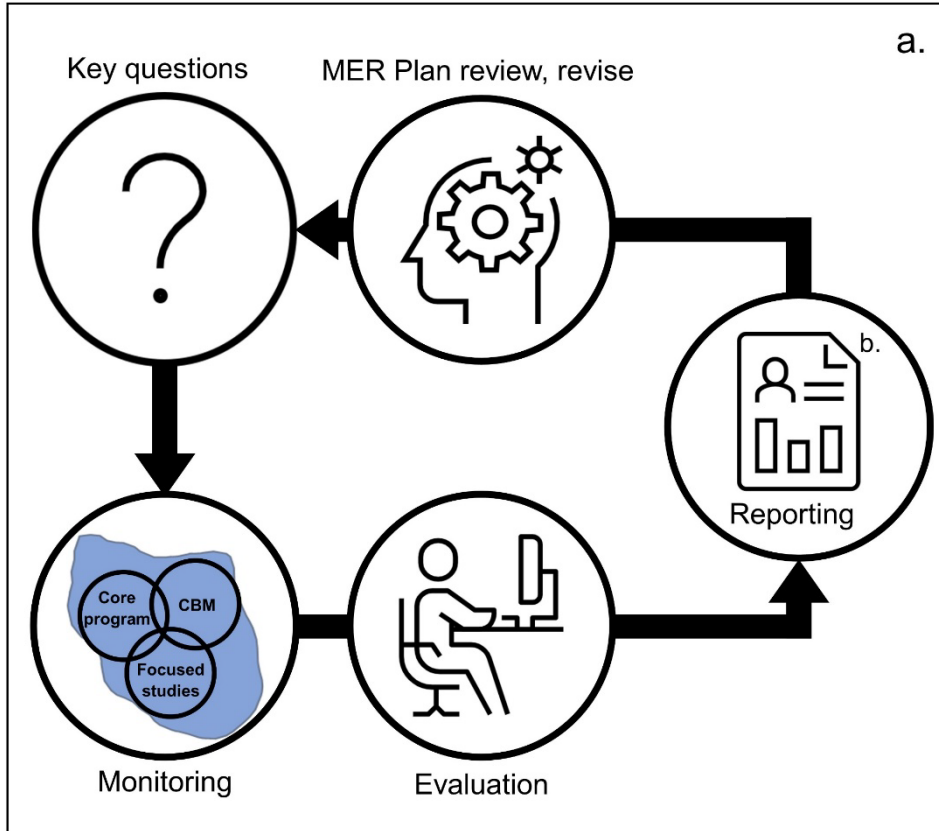 a.
Key questions
MER Plan review, revise
b.
Reporting
Core
program
CBM
Focused
studies
Monitoring
Evaluation